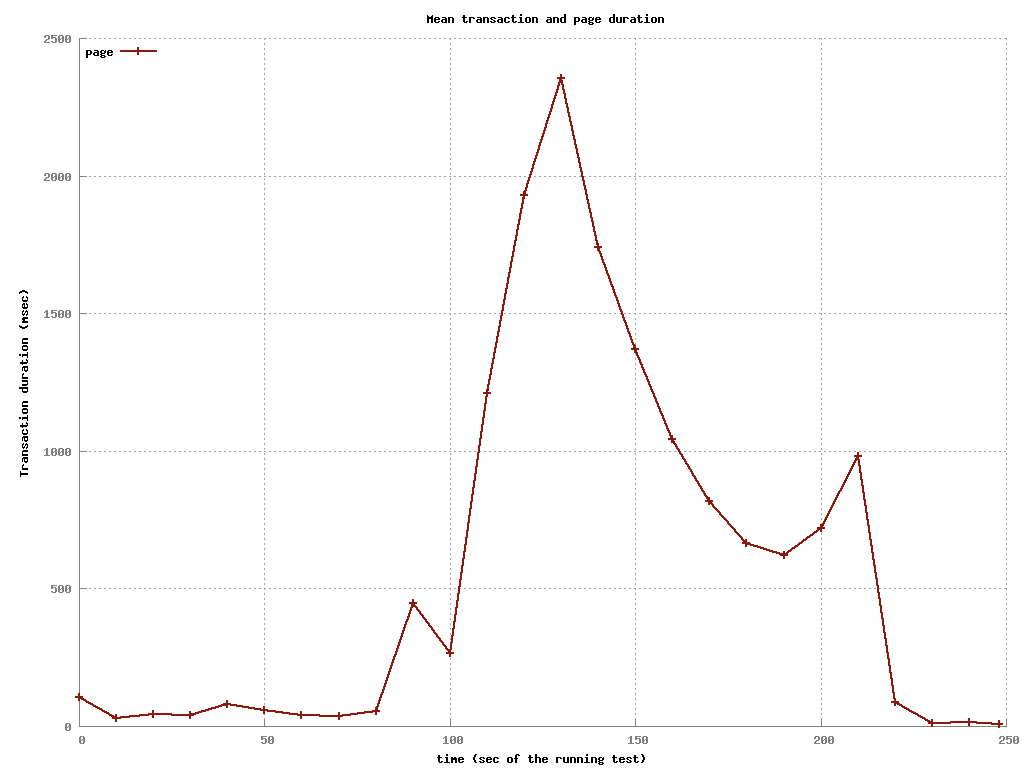 Mean transaction and page duration
2500
page
2000
1500
Transaction duration (msec)
1000
500
0
0 50 100 150 200 250
time (sec of the running test)